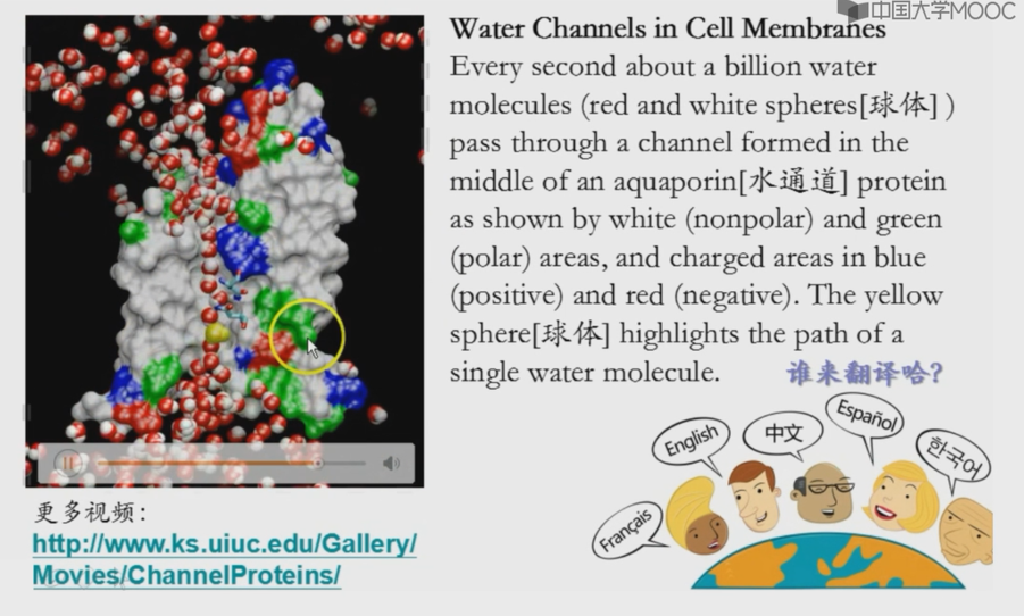 中国大学MOOC
Water Channels in Cell Membranes
Every second about a billion water
molecules (red and white spheres[球体] )
pass through a channel formed in the
middle of an aquaporin[水通道] protein
as shown by white (nonpolar) and green
(polar) areas, and charged areas in blue
(positive) and red (negative). The yellow
sphere[球体] highlights the path of a
single water molecule.
谁来翻译哈?
更多视频:
http://www.ks.uiuc.edu/Gallery/
Movies/ChannelProteins/
Français
English
中文
Español
한국어